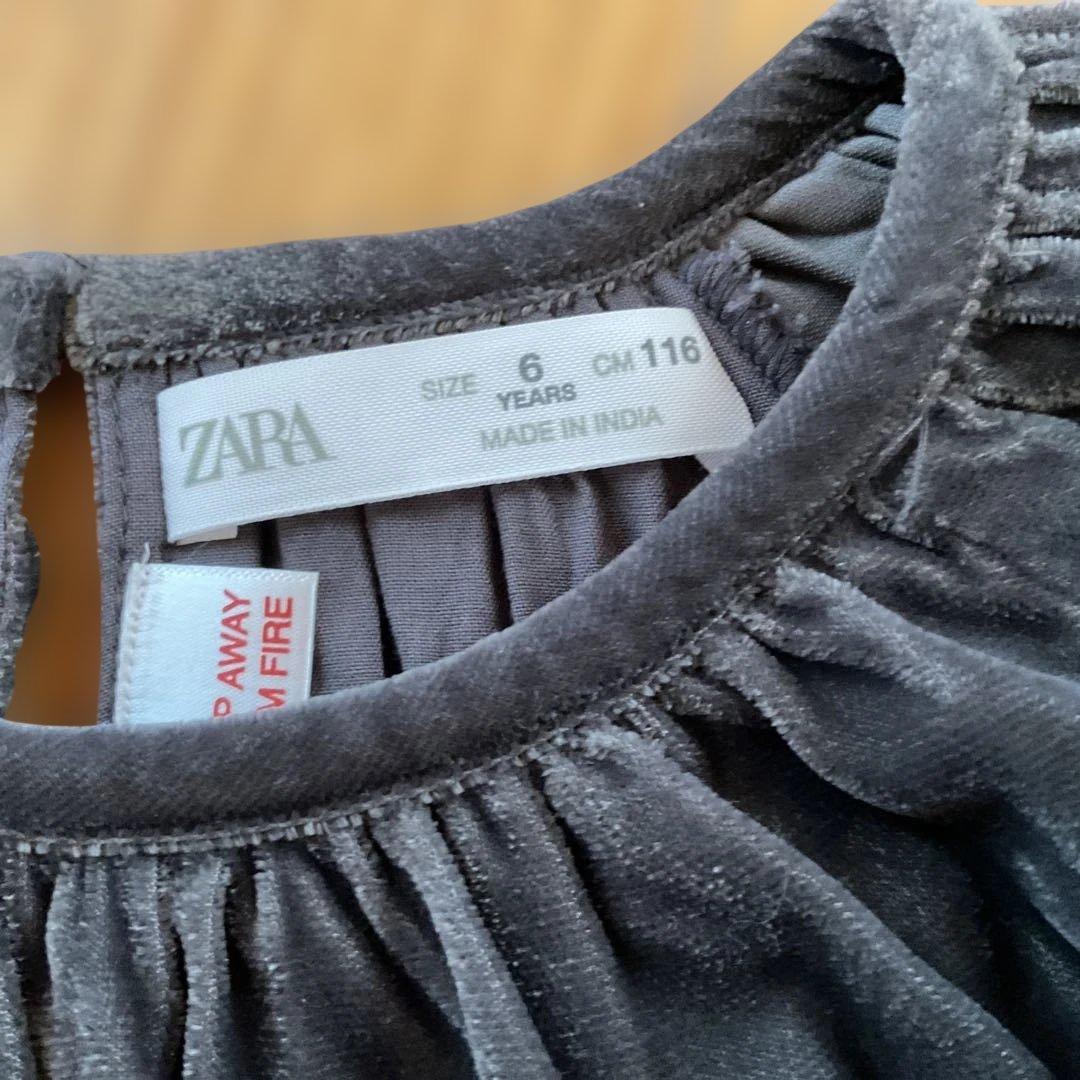 ZARA
SIZE 6 YEARS CM 116
MADE IN INDIA
AWAY
FIRE